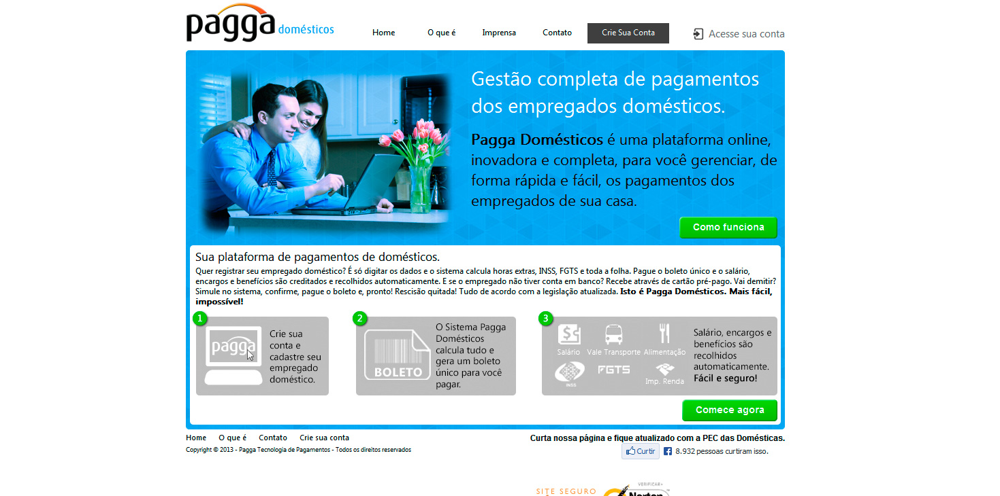 pagga domésticos
Home O que é Imprensa Contato Crie Sua Conta Acesse sua conta
Gestão completa de pagamentos
dos empregados domésticos.
Pagga Domésticos é uma plataforma online,
inovadora e completa, para você gerenciar, de
forma rápida e fácil, os pagamentos dos
empregados de sua casa.
Como funciona
Sua plataforma de pagamentos de domésticos.
Quer registrar seu empregado doméstico? É só digitar os dados e o sistema calcula horas extras, INSS, FGTS e toda a folha. Pague o boleto único e o salário,
encargos e benefícios são creditados e recolhidos automaticamente. E se o empregado não tiver conta em banco? Recebe através de cartão pré-pago. Vai demitir?
Simule no sistema, confirme, pague o boleto e, pronto! Rescisão quitada! Tudo de acordo com a legislação atualizada. Isto é Pagga Domésticos. Mais fácil,
impossível!
1
pagga
Crie sua
conta e
cadastre seu
empregado
doméstico.
2
BOLETO
O Sistema Pagga
Domésticos
calcula tudo e
gera um boleto
único para você
pagar.
3
Salário Vale Transporte Alimentação
INSS FGTS Imp. Renda
Salário, encargos e
benefícios são
recolhidos
automaticamente.
Fácil e seguro!
Comece agora
Home O que é Contato Crie sua conta
Copyright © 2013 - Pagga Tecnologia de Pagamentos - Todos os direitos reservados
Curta nossa página e fique atualizado com a PEC das Domésticas.
Curtir 8.932 pessoas curtiram isso.
SITE SEGURO
VERIFICAR
Norton